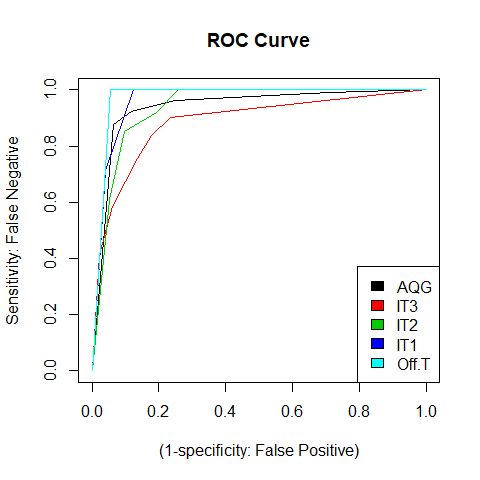 ROC Curve
Sensitivity: False Negative
1.0
0.8
0.6
0.4
0.2
0.0
AQG
IT3
IT2
IT1
Off.T
0.0 0.2 0.4 0.6 0.8 1.0
(1-specificity: False Positive)